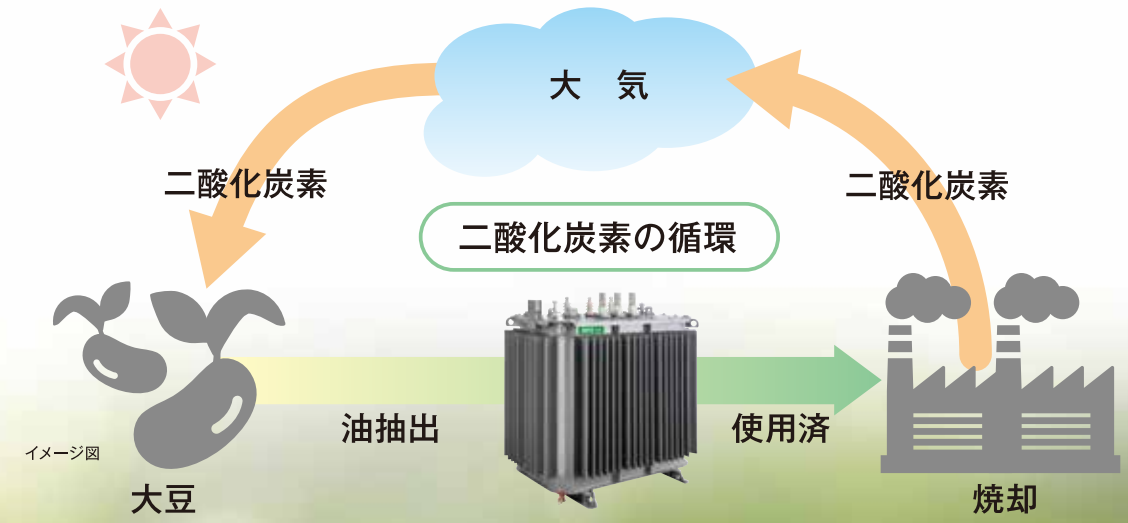 大 気
二酸化炭素
二酸化炭素
二酸化炭素の循環
油抽出
使用済
イメージ図
大豆
焼却